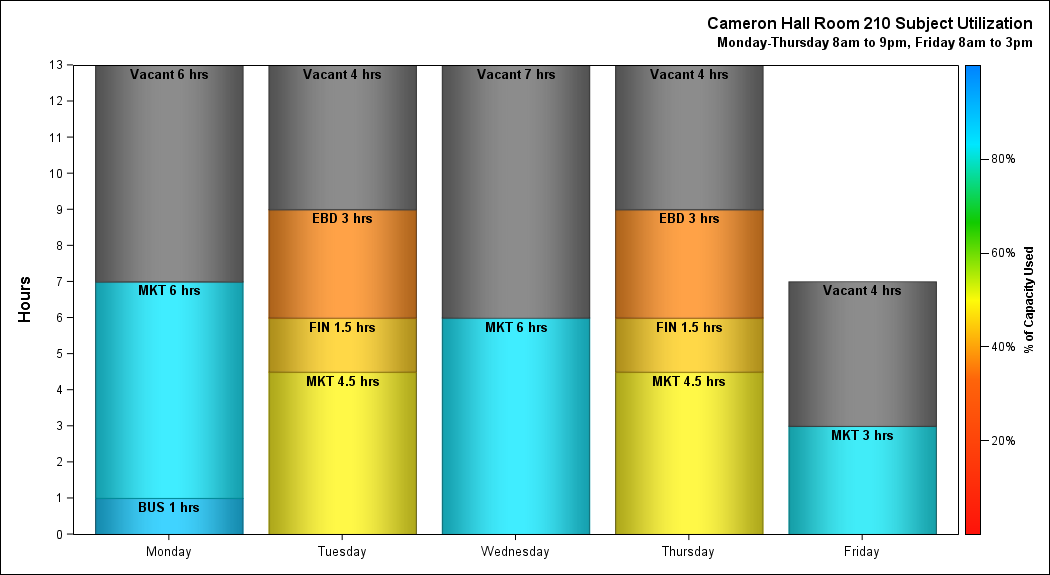 Cameron Hall Room 210 Subject Utilization
Monday-Thursday 8am to 9pm, Friday 8am to 3pm
Hours
13
12
11
10
9
8
7
6
5
4
3
2
1
0
Vacant 6 hrs
MKT 6 hrs
BUS 1 hrs
Vacant 4 hrs
EBD 3 hrs
FIN 1.5 hrs
MKT 4.5 hrs
Vacant 7 hrs
MKT 6 hrs
Vacant 4 hrs
EBD 3 hrs
FIN 1.5 hrs
MKT 4.5 hrs
Vacant 4 hrs
MKT 3 hrs
Monday
Tuesday
Wednesday
Thursday
Friday
80%
60%
40%
20%
% of Capacity Used